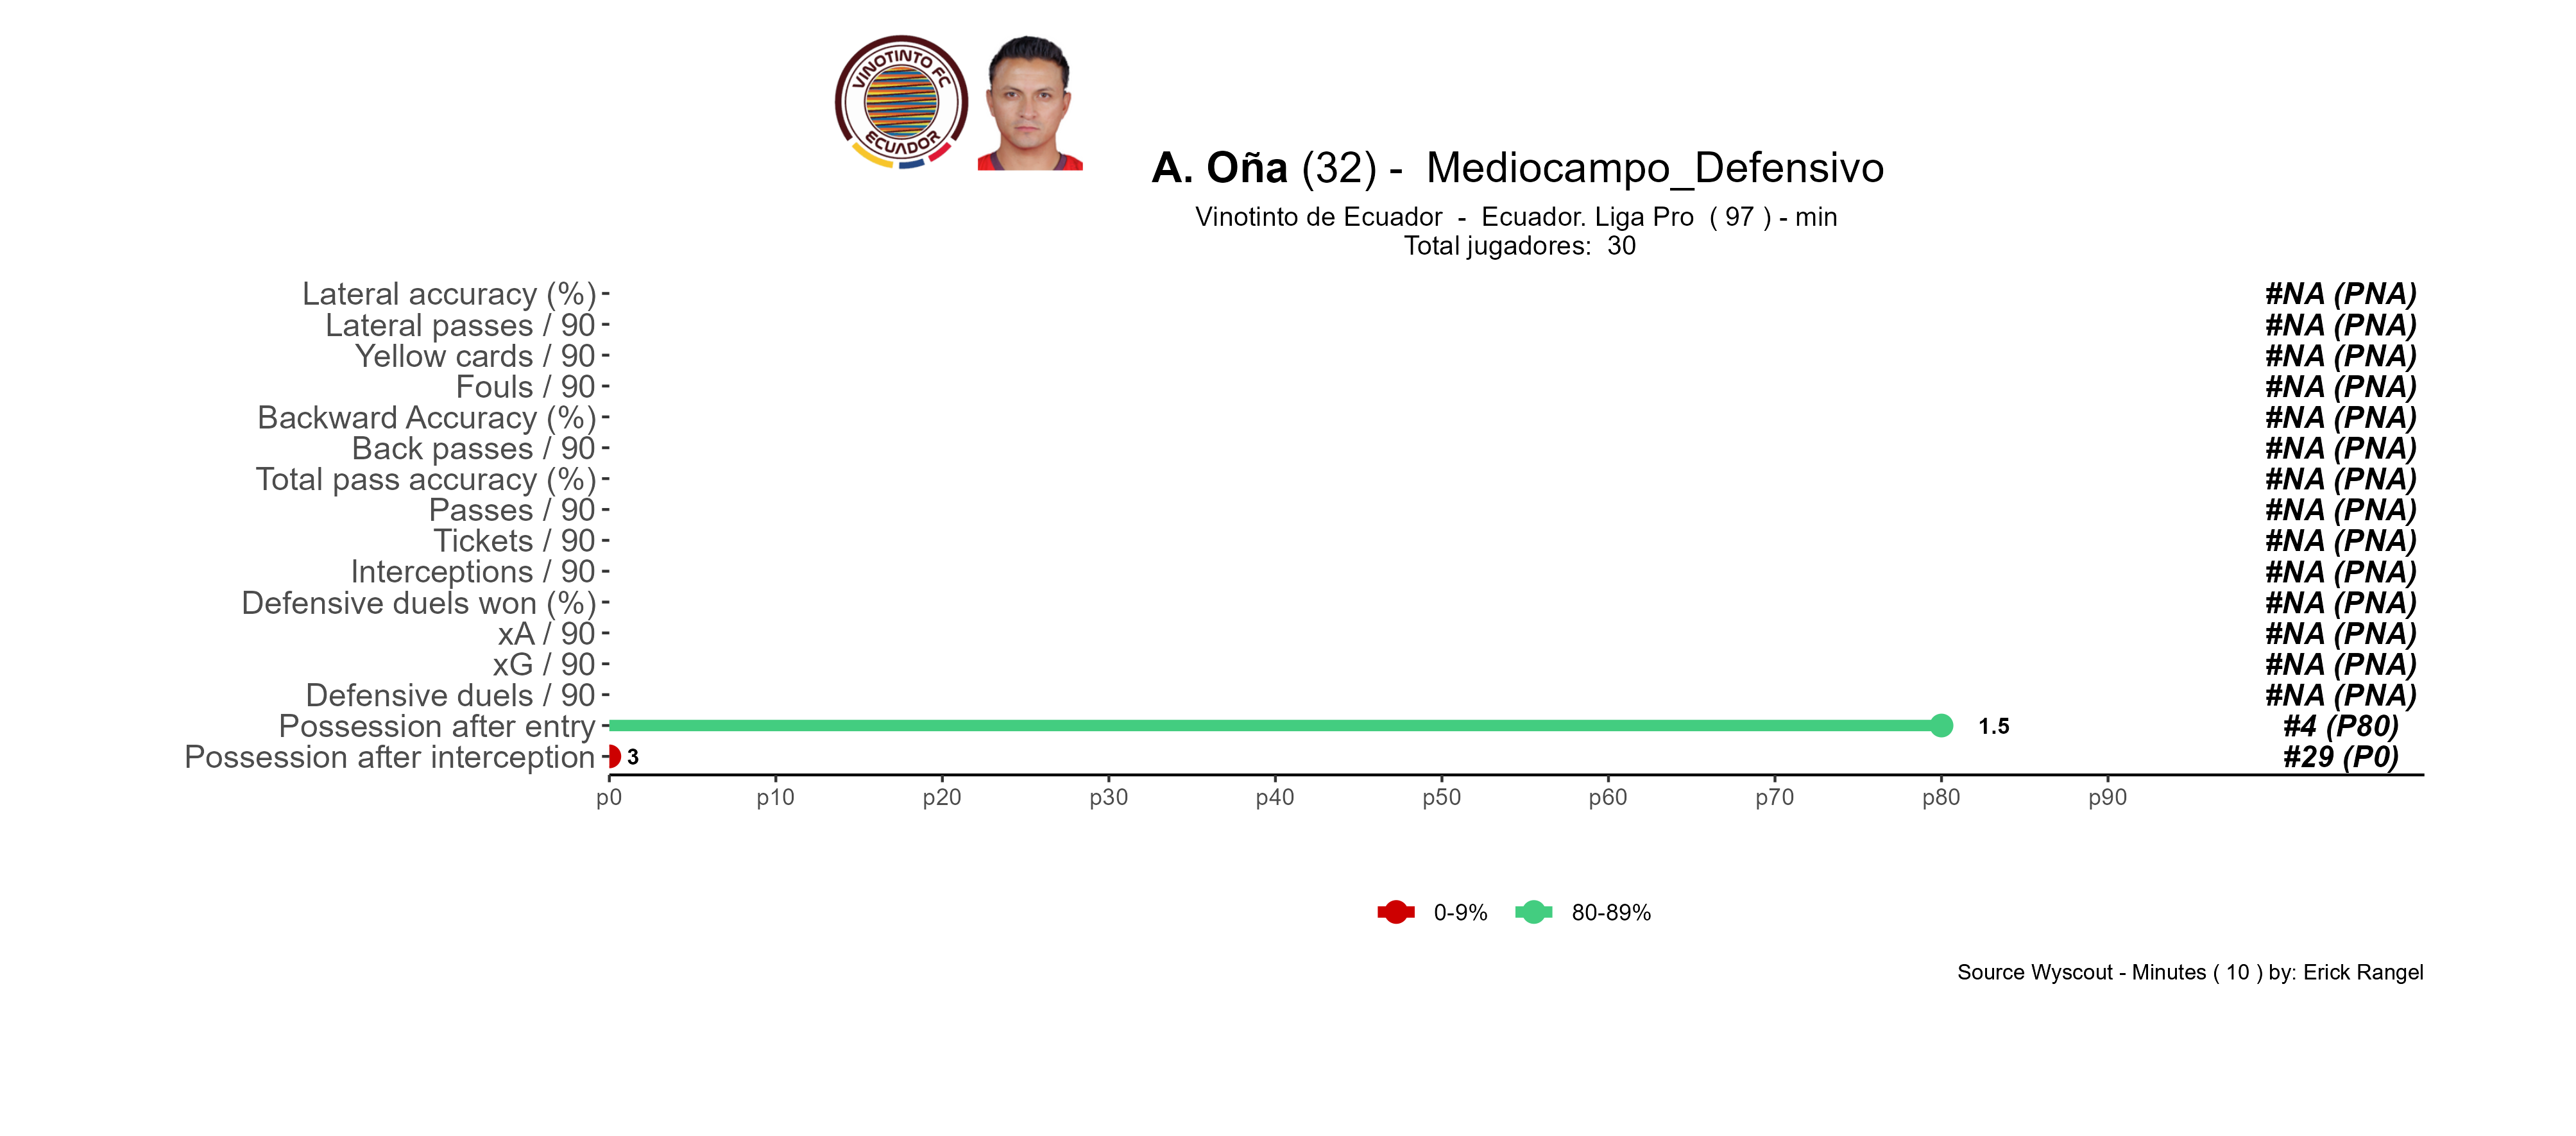 VINOTINTO FC
ECUADOR
A. Oña (32) -  Mediocampo_Defensivo
Vinotinto de Ecuador  -  Ecuador. Liga Pro  ( 97 ) - min
Total jugadores:  30
Lateral accuracy (%) #NA (PNA)
Lateral passes / 90 #NA (PNA)
Yellow cards / 90 #NA (PNA)
Fouls / 90 #NA (PNA)
Backward Accuracy (%) #NA (PNA)
Back passes / 90 #NA (PNA)
Total pass accuracy (%) #NA (PNA)
Passes / 90 #NA (PNA)
Tickets / 90 #NA (PNA)
Interceptions / 90 #NA (PNA)
Defensive duels won (%) #NA (PNA)
xA / 90 #NA (PNA)
xG / 90 #NA (PNA)
Defensive duels / 90 #NA (PNA)
Possession after entry 1.5 #4 (P80)
Possession after interception 3 #29 (P0)
p0 p10 p20 p30 p40 p50 p60 p70 p80 p90
0-9% 80-89%
Source Wyscout - Minutes ( 10 ) by: Erick Rangel